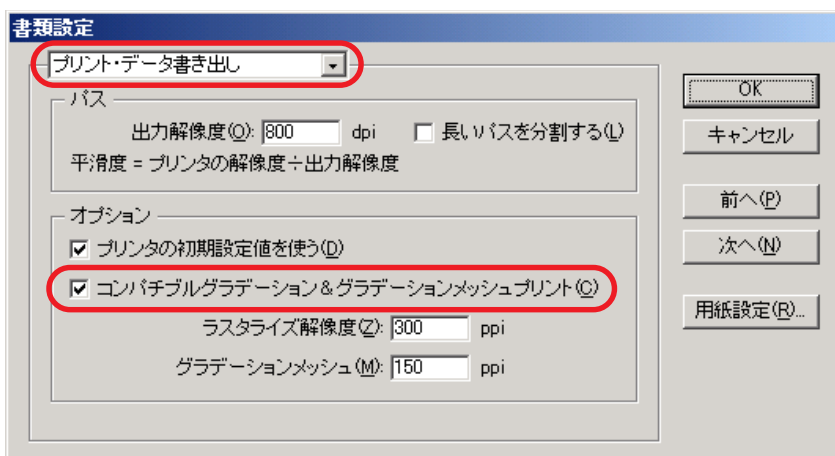 書類設定
プリント・データ書き出し
パス
出力解像度(O): 800 dpi 長いパスを分割する(L)
平滑度 = プリンタの解像度÷出力解像度
オプション
プリンタの初期設定値を使う(D)
コンパチブルグラデーション＆グラデーションメッシュプリント(C)
ラスタライズ解像度(Z): 300 ppi
グラデーションメッシュ(M): 150 ppi
OK
キャンセル
前へ(P)
次へ(N)
用紙設定(R)...